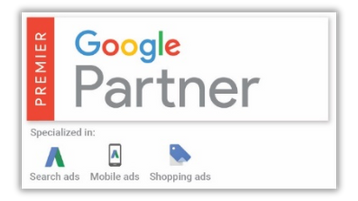 PREMIER
Google
Partner
Specialized in:
Search ads Mobile ads Shopping ads